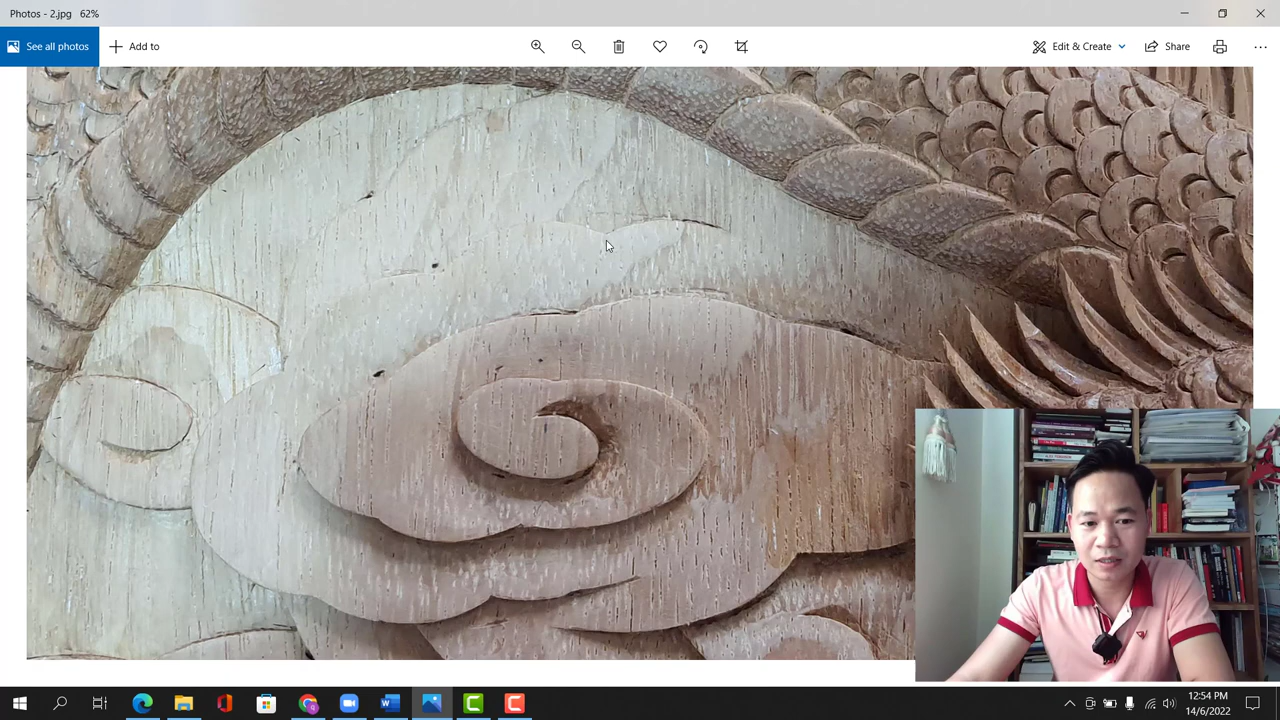 Photos - 2.jpg 62%
See all photos
Add to
Edit & Create
Share
12:54 PM
14/6/2022